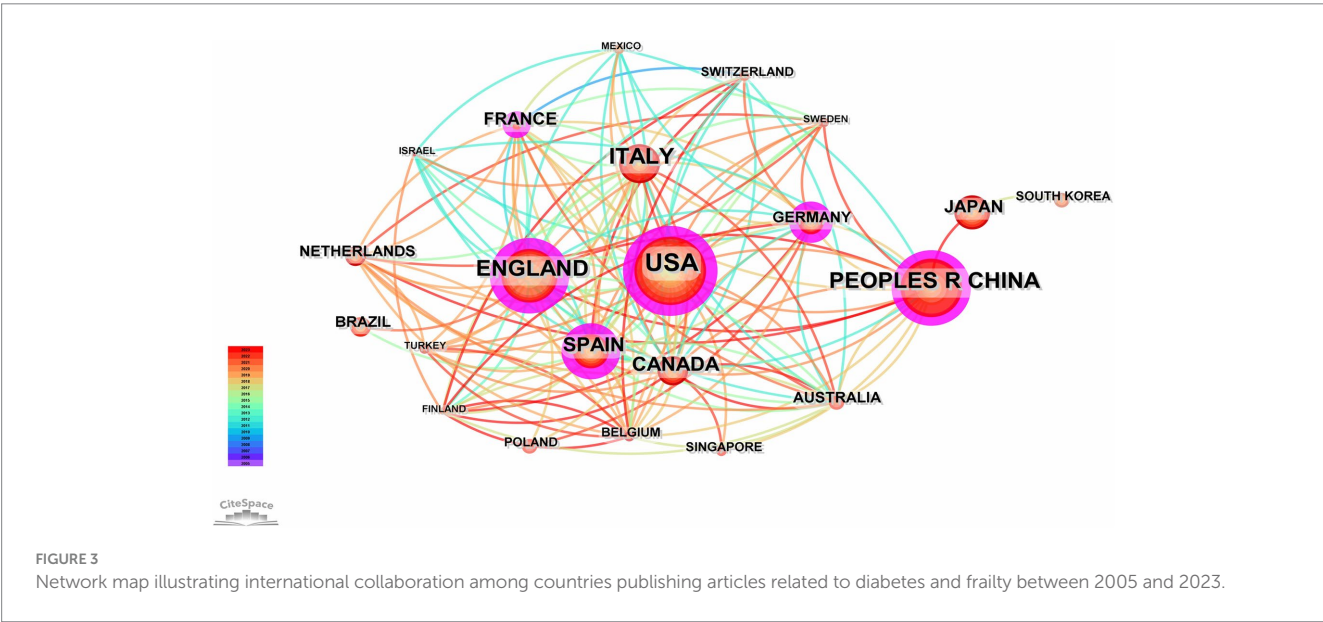 MEXICO
SWITZERLAND
FRANCE
SWEDEN
ISRAEL
ITALY
SOUTH KOREA
JAPAN
GERMANY
NETHERLANDS
ENGLAND
USA
PEOPLES R CHINA
BRAZIL
TURKEY
SPAIN
CANADA
AUSTRALIA
FINLAND
BELGIUM
POLAND
SINGAPORE
CiteSpace
FIGURE 3
Network map illustrating international collaboration among countries publishing articles related to diabetes and frailty between 2005 and 2023.